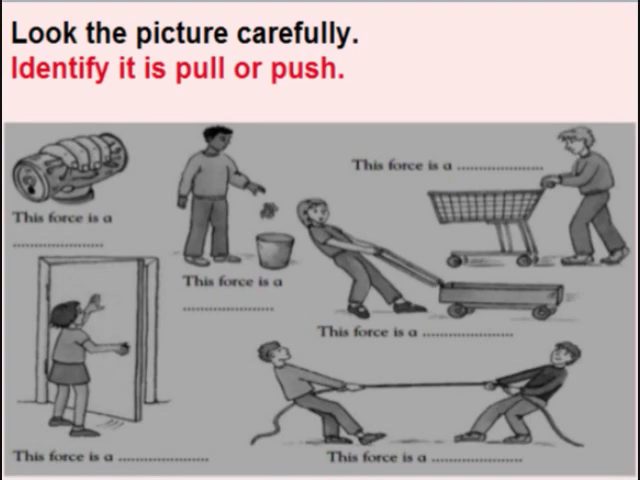 Look the picture carefully.
Identify it is pull or push.
This force is a ....................
This force is a
....................
This force is a
....................
This force is a ....................
This force is a ....................
This force is a ....................